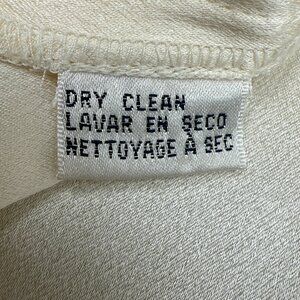 DRY CLEAN
LAVAR EN SECO
NETTOYAGE À SEC